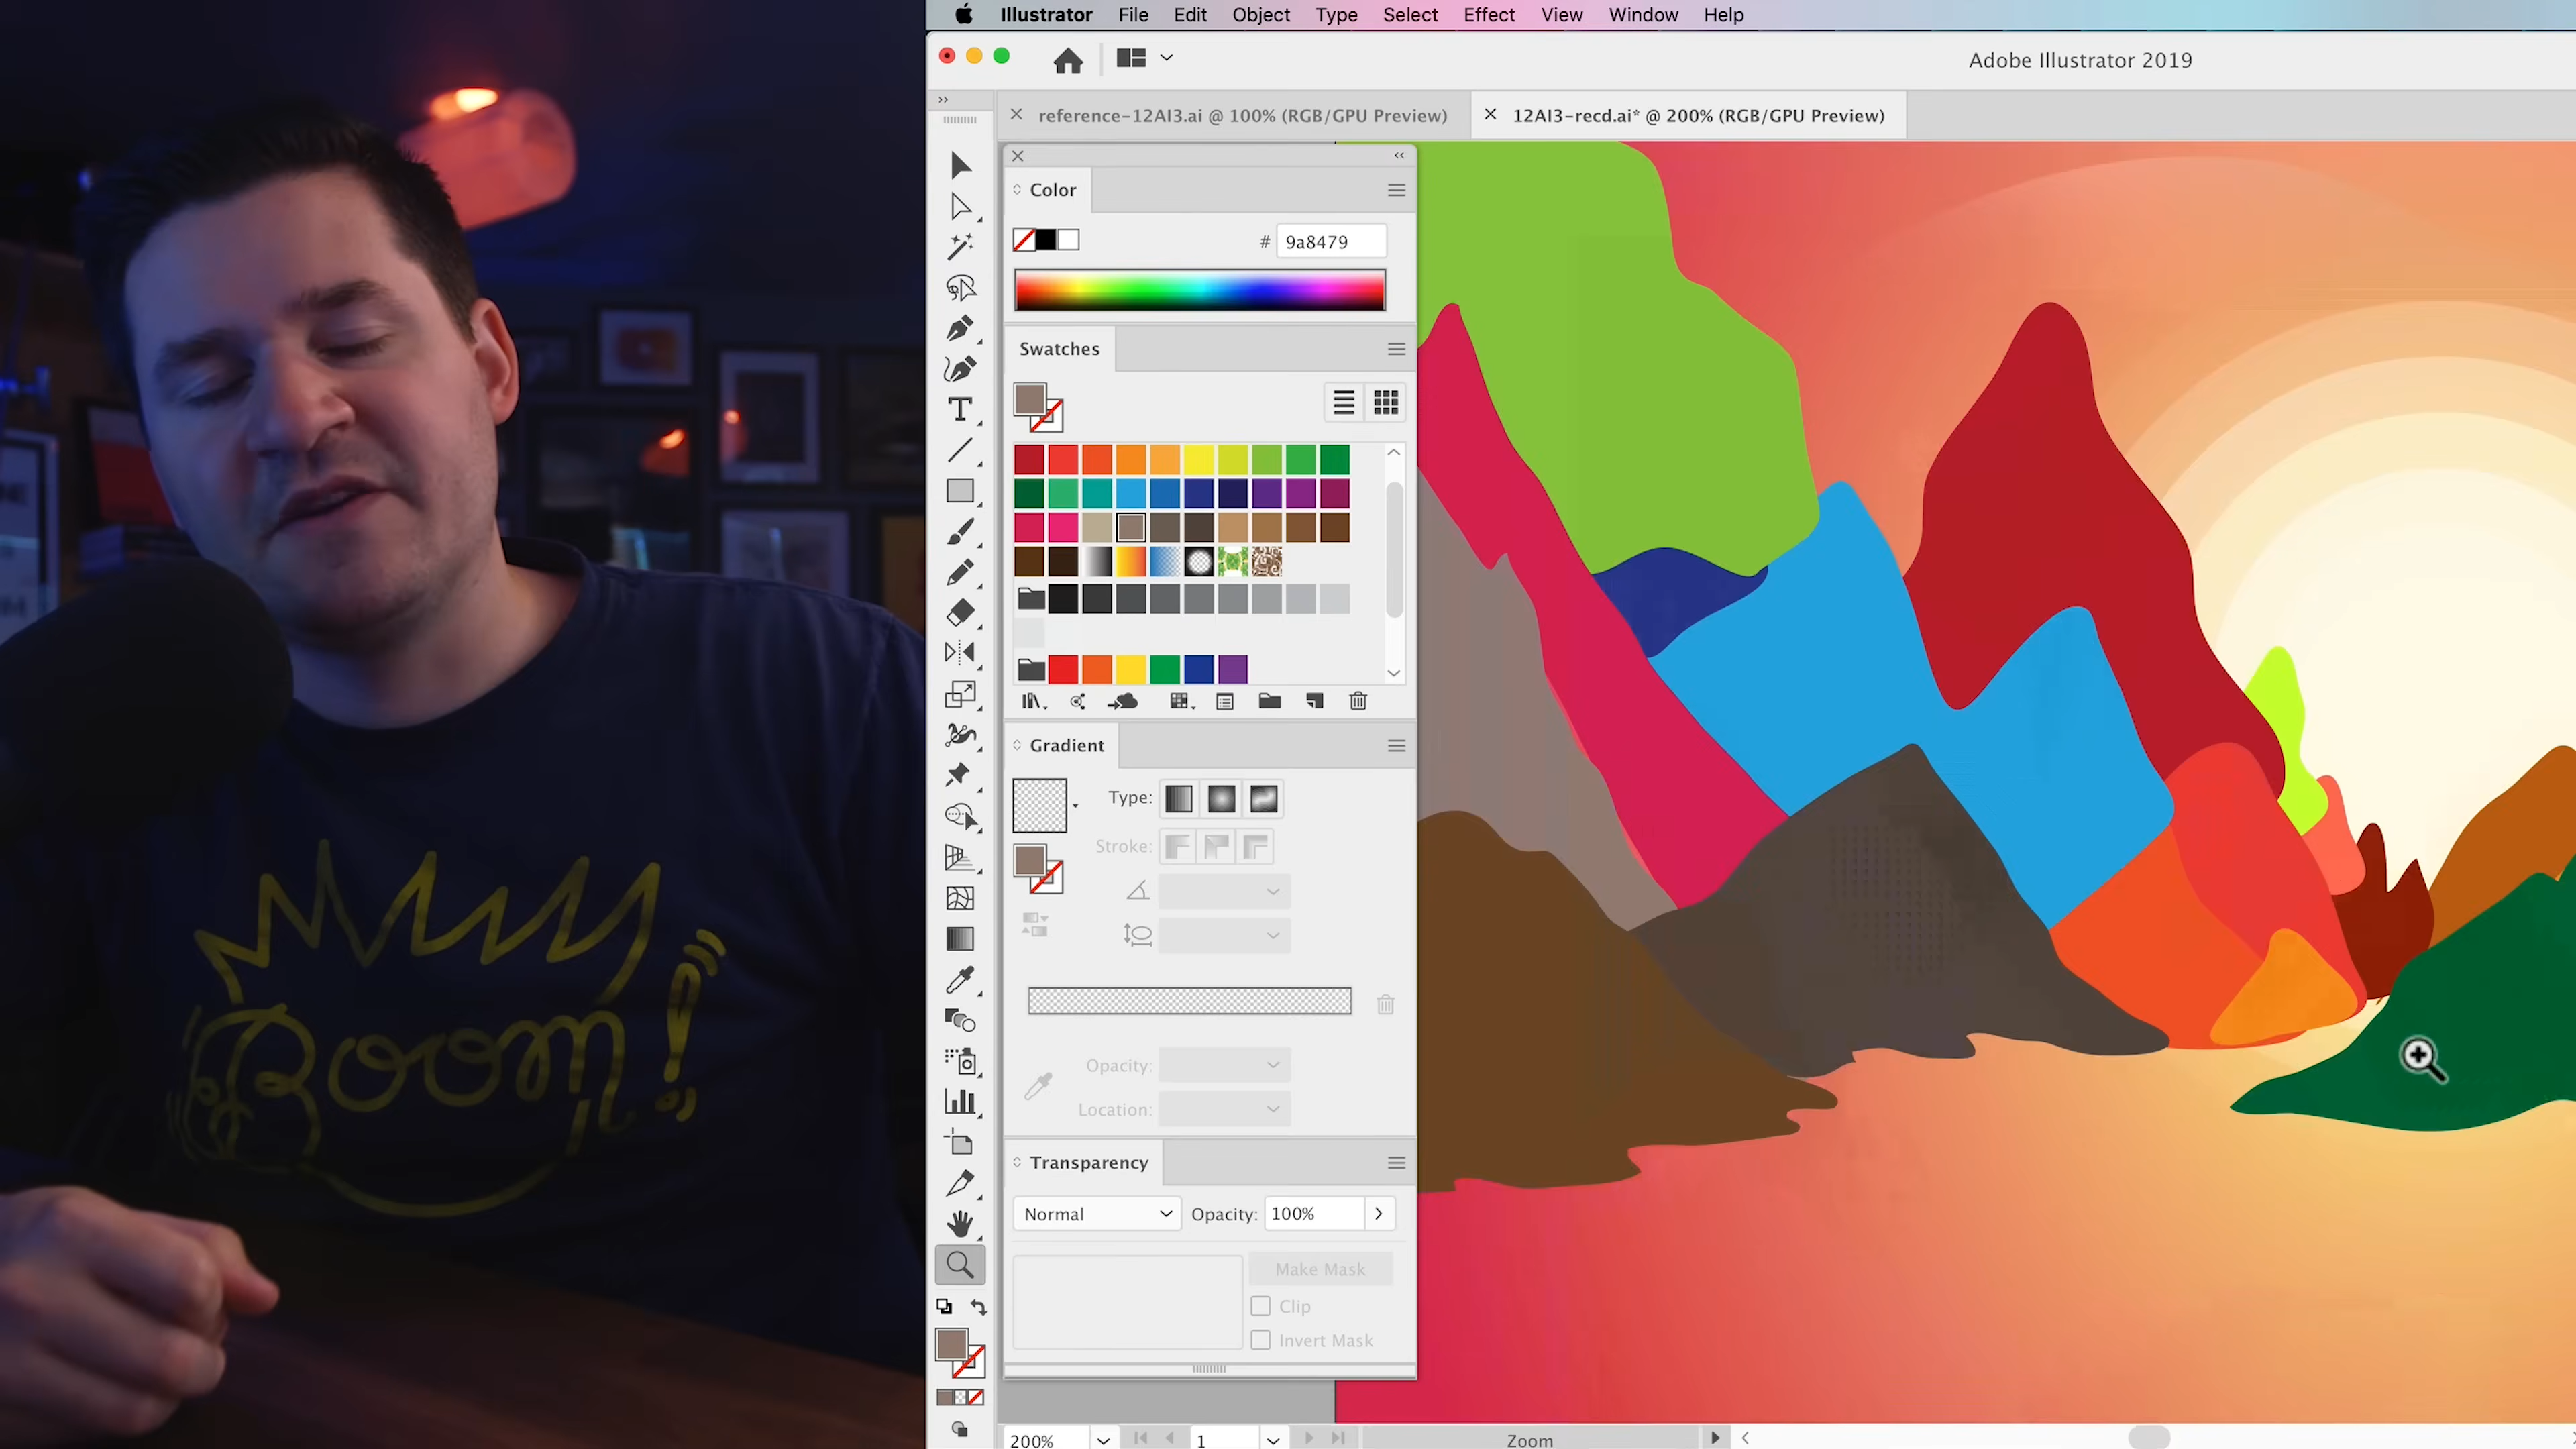 Illustrator File Edit Object Type Select Effect View Window Help
Adobe Illustrator 2019
reference-12AI3.ai @ 100% (RGB/GPU Preview)
12AI3-recd.ai* @ 200% (RGB/GPU Preview)
Color
# 9a8479
Swatches
Gradient
Type:
Stroke:
Opacity:
Location:
Transparency
Normal
Opacity: 100%
Make Mask
Clip
Invert Mask
200%
1
Zoom
Boom!